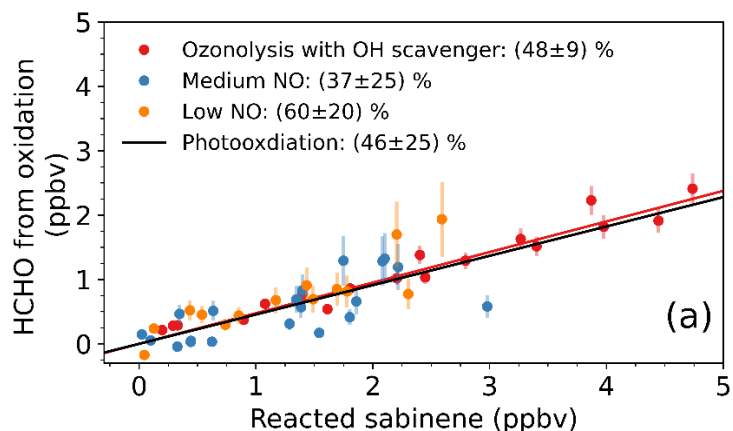 5
4
3
2
1
0
HCHO from oxidation
(ppbv)
Ozonolysis with OH scavenger: (48±9) %
Medium NO: (37±25) %
Low NO: (60±20) %
Photooxdiation: (46±25) %
(a)
0 1 2 3 4 5
Reacted sabinene (ppbv)